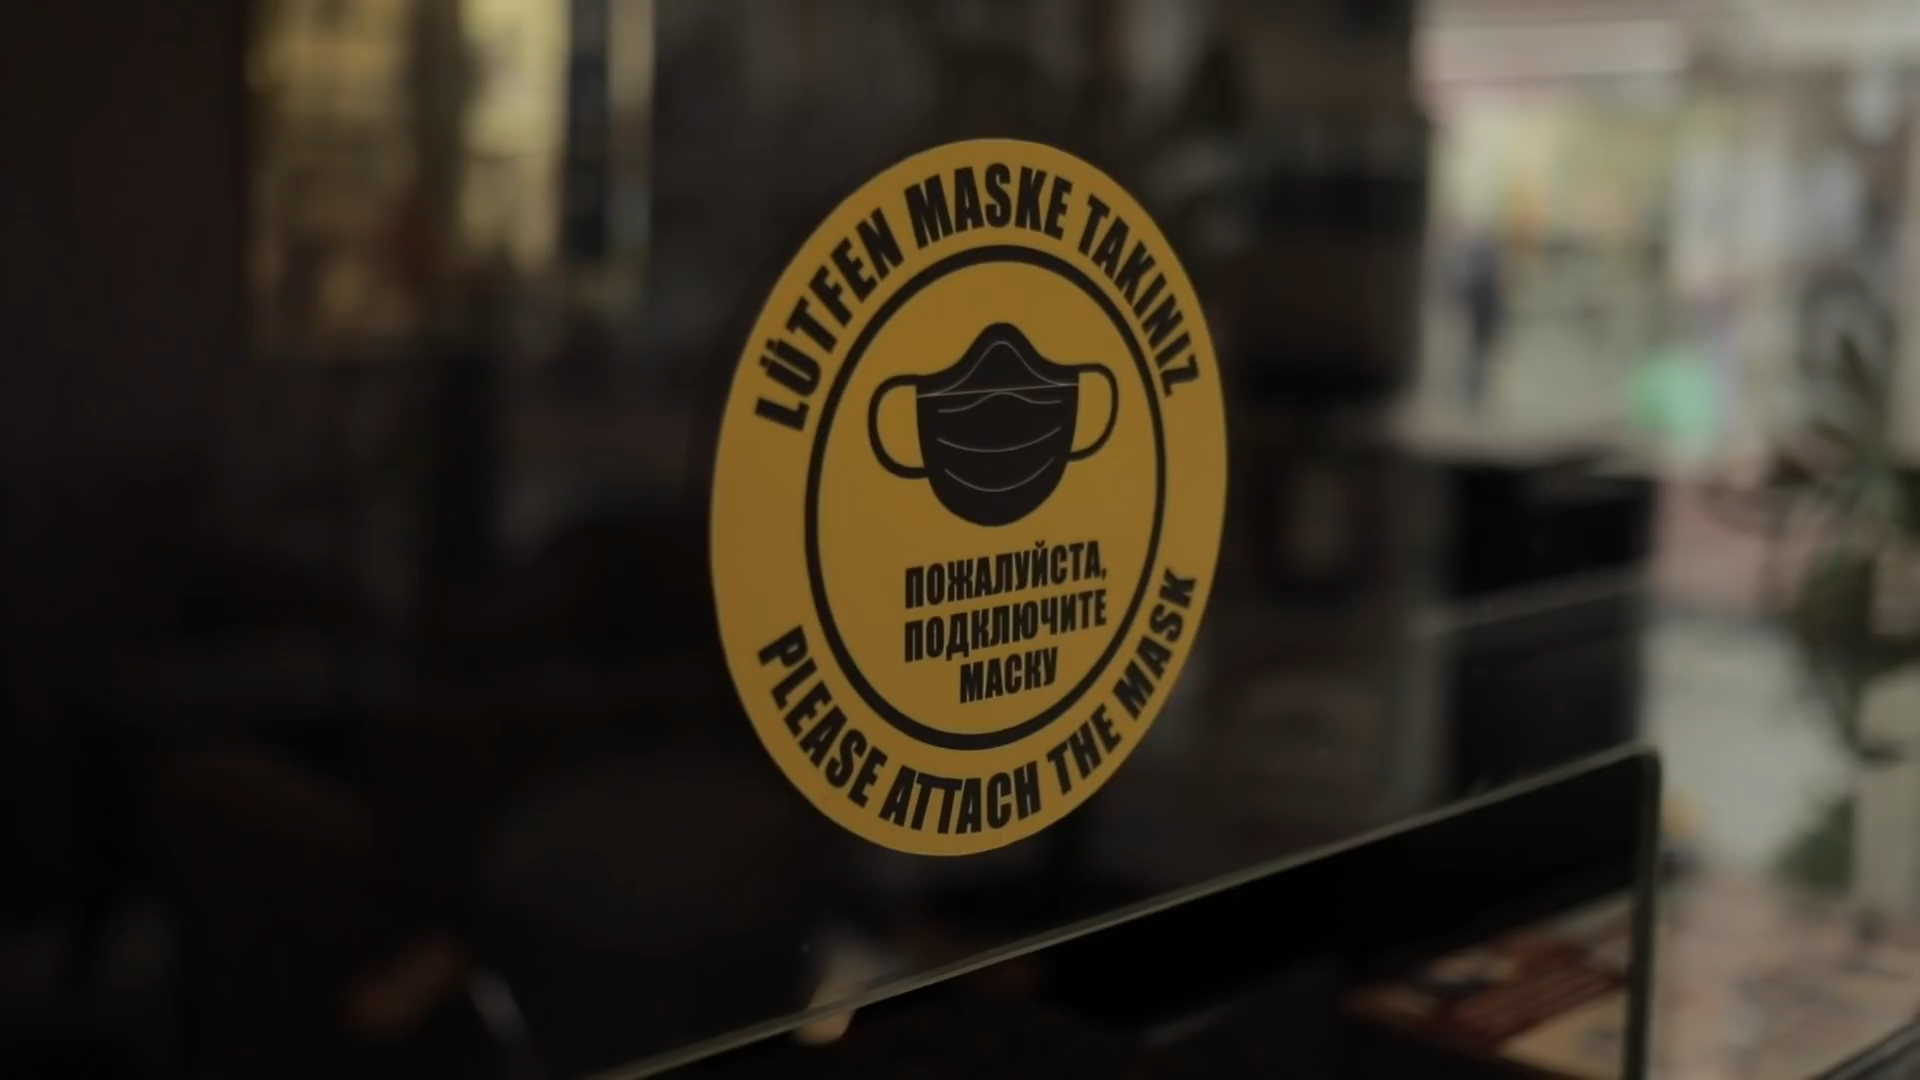 LÜTFEN MASKE TAKINIZ
ПОЖАЛУЙСТА,
ПОДКЛЮЧИТЕ
МАСКУ
PLEASE ATTACH THE MASK